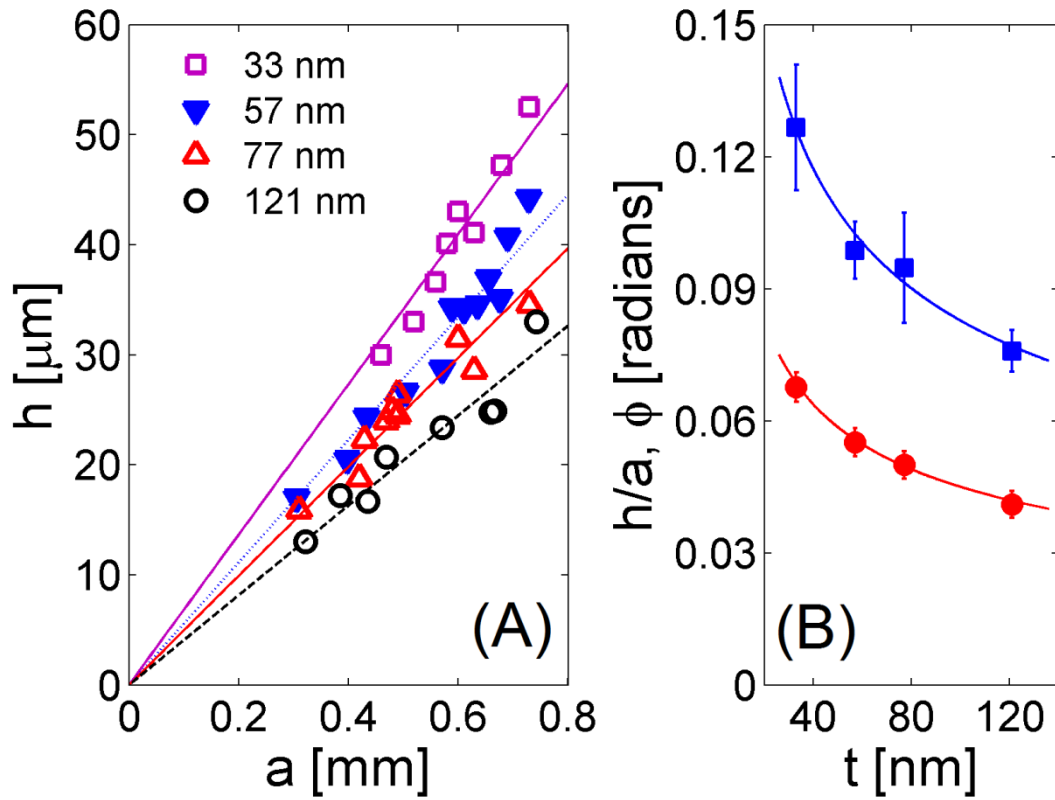 60
50
40
30
20
10
0
h [μm]
33 nm
57 nm
77 nm
121 nm
(A)
0 0.2 0.4 0.6 0.8
a [mm]
0.15
0.12
0.09
0.06
0.03
0
h/a, ϕ [radians]
(B)
40 80 120
t [nm]